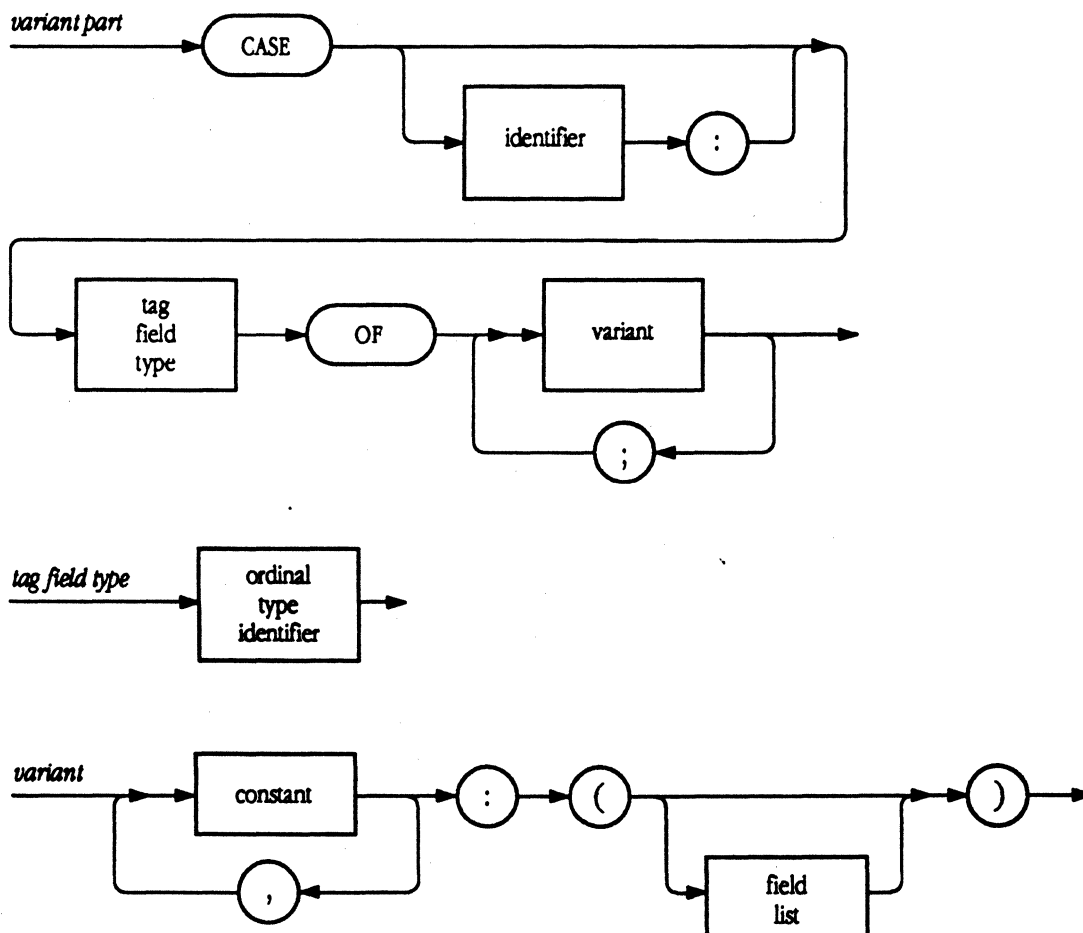 variant part
CASE
identifier
:
tag
field
type
OF
variant
;
tag field type
ordinal
type
identifier
variant
constant
:
(
)
,
field
list